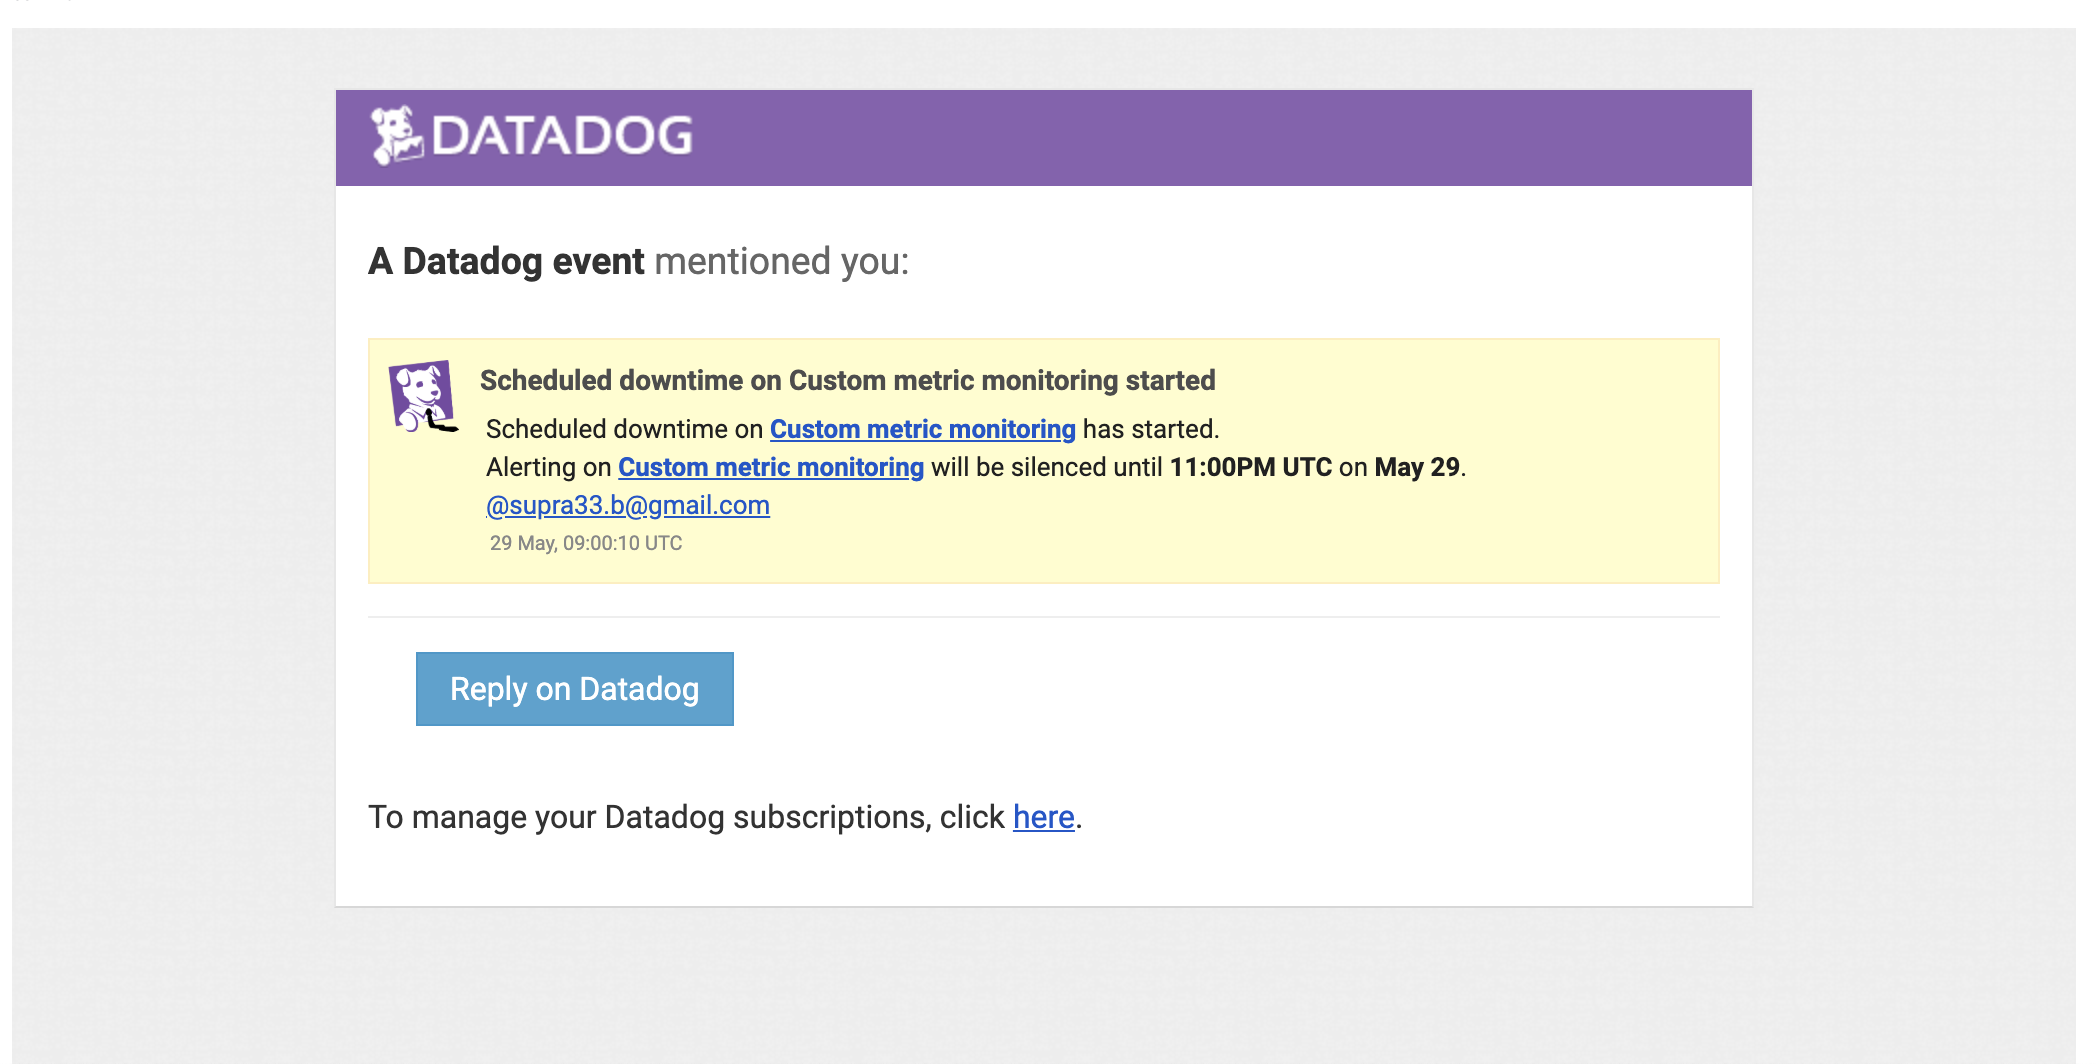 DATADOG
A Datadog event mentioned you:
Scheduled downtime on Custom metric monitoring started
Scheduled downtime on Custom metric monitoring has started.
Alerting on Custom metric monitoring will be silenced until 11:00PM UTC on May 29.
@supra33.b@gmail.com
29 May, 09:00:10 UTC
Reply on Datadog
To manage your Datadog subscriptions, click here.